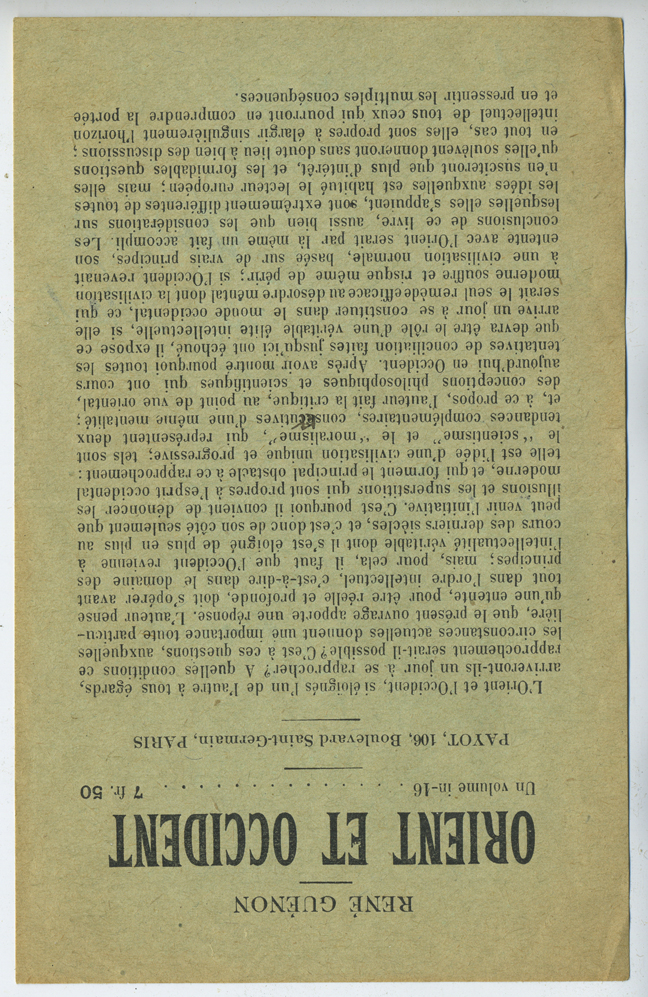 RENÉ GUÉNON
ORIENT ET OCCIDENT
Un volume in-16 . . . . . . . . . . . . . . 7 fr. 50
PAYOT, 106, Boulevard Saint-Germain, PARIS
L'Orient et l'Occident, si éloignés l'un de l'autre à tous égards,
arriveront-ils un jour à se rapprocher? A quelles conditions ce
rapprochement serait-il possible? C'est à ces questions, auxquelles
les circonstances actuelles donnent une importance toute particu-
lière, que le présent ouvrage apporte une réponse. L'auteur pense
qu'une entente, pour être réelle et profonde, doit s'opérer avant
tout dans l'ordre intellectuel, c'est-à-dire dans le domaine des
principes; mais, pour cela, il faut que l'Occident revienne à
l'intellectualité véritable dont il s'est éloigné de plus en plus au
cours des derniers siècles, et c'est donc de son côté seulement que
peut venir l'initiative. C'est pourquoi il convient de dénoncer les
illusions et les superstitions qui sont propres à l'esprit occidental
moderne, et qui forment le principal obstacle à ce rapprochement :
telle est l'idée d'une civilisation unique et progressive; tels sont
le "scientisme" et le "moralisme", qui représentent deux
tendances complémentaires, consécutives d'une même mentalité;
et, à ce propos, l'auteur fait la critique, au point de vue oriental,
des conceptions philosophiques et scientifiques qui ont cours
aujourd'hui en Occident. Après avoir montré pourquoi toutes les
tentatives de conciliation faites jusqu'ici ont échoué, il expose ce
que devra être le rôle d'une véritable élite intellectuelle, si elle
arrive un jour à se constituer dans le monde occidental, ce qui
serait le seul remède efficace au désordre mental dont la civilisation
moderne souffre et risque même de périr; si l'Occident revenait
à une civilisation normale, basée sur de vrais principes, son
entente avec l'Orient serait par là même un fait accompli. Les
conclusions de ce livre, aussi bien que les considérations sur
lesquelles elles s'appuient, sont extrêmement différentes de toutes
les idées auxquelles est habitué le lecteur européen; mais elles
n'en susciteront que plus d'intérêt, et les formidables questions
qu'elles soulèvent donneront sans doute lieu à bien des discussions;
en tout cas, elles sont propres à élargir singulièrement l'horizon
intellectuel de tous ceux qui pourront en comprendre la portée
et en pressentir les multiples conséquences.